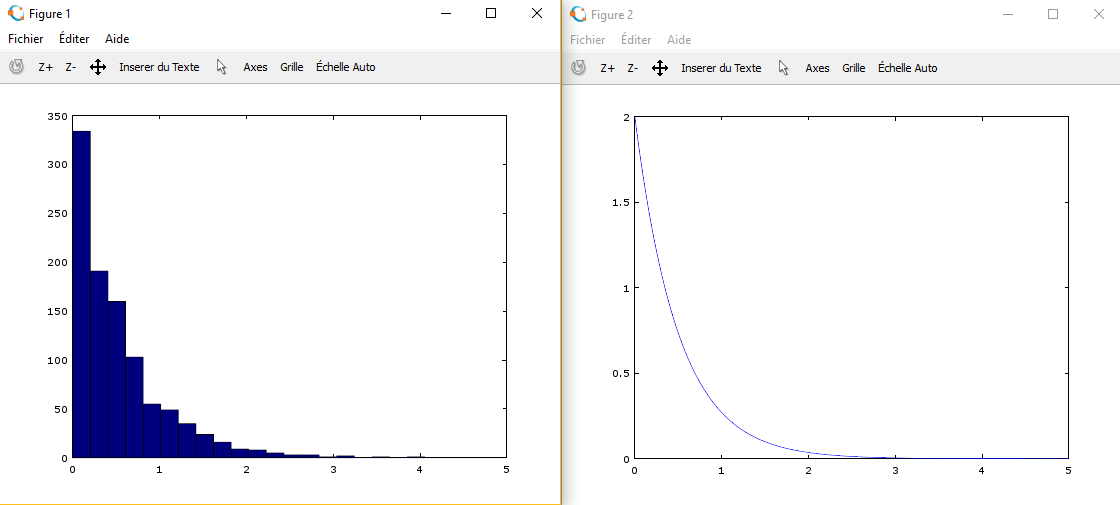 Figure 1
Fichier Éditer Aide
Z+ Z- Inserer du Texte Axes Grille Échelle Auto
350
300
250
200
150
100
50
0
0 1 2 3 4 5
Figure 2
Fichier Éditer Aide
Z+ Z- Inserer du Texte Axes Grille Échelle Auto
2
1.5
1
0.5
0
0 1 2 3 4 5